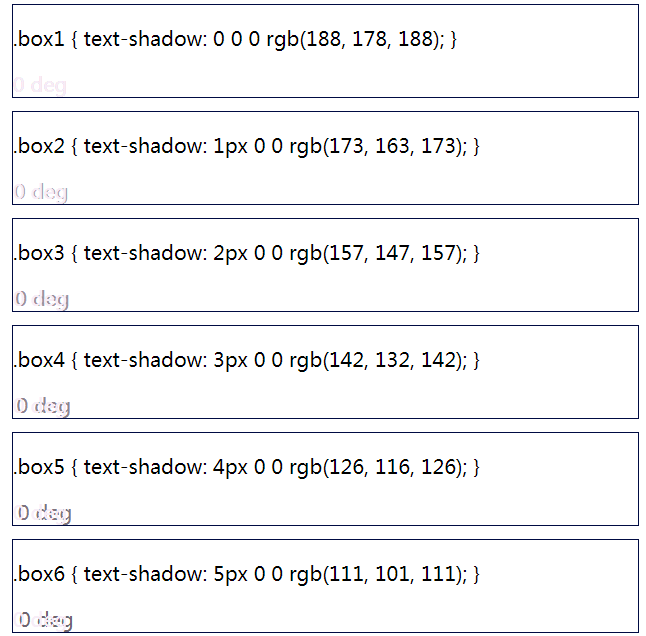 .box1 { text-shadow: 0 0 0 rgb(188, 178, 188); }
0 deg
.box2 { text-shadow: 1px 0 0 rgb(173, 163, 173); }
0 deg
.box3 { text-shadow: 2px 0 0 rgb(157, 147, 157); }
0 deg
.box4 { text-shadow: 3px 0 0 rgb(142, 132, 142); }
0 deg
.box5 { text-shadow: 4px 0 0 rgb(126, 116, 126); }
0 deg
.box6 { text-shadow: 5px 0 0 rgb(111, 101, 111); }
0 deg